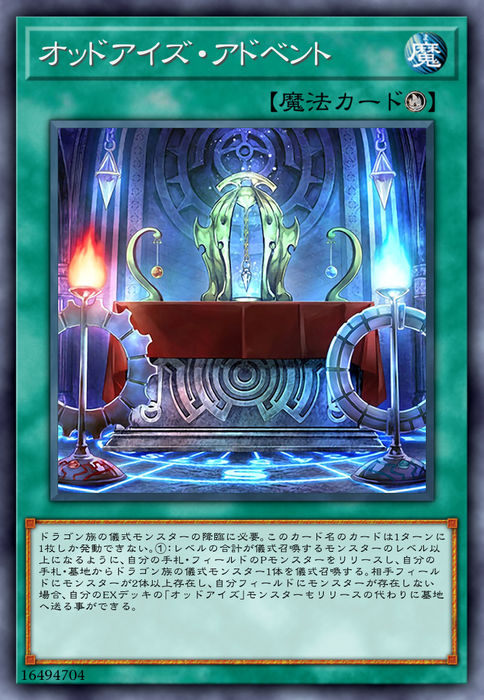 オッドアイズ・アドベント
魔
【魔法カード】
ドラゴン族の儀式モンスターの降臨に必要。このカード名のカードは1ターンに
1枚しか発動できない。①:レベルの合計が儀式召喚するモンスターのレベル以
上になるように、自分の手札・フィールドのPモンスターをリリースし、自分の
手札・墓地からドラゴン族の儀式モンスター1体を儀式召喚する。相手フィール
ドにモンスターが2体以上存在し、自分フィールドにモンスターが存在しない
場合、自分のEXデッキの「オッドアイズ」モンスターもリリースの代わりに墓地
へ送る事ができる。
16494704